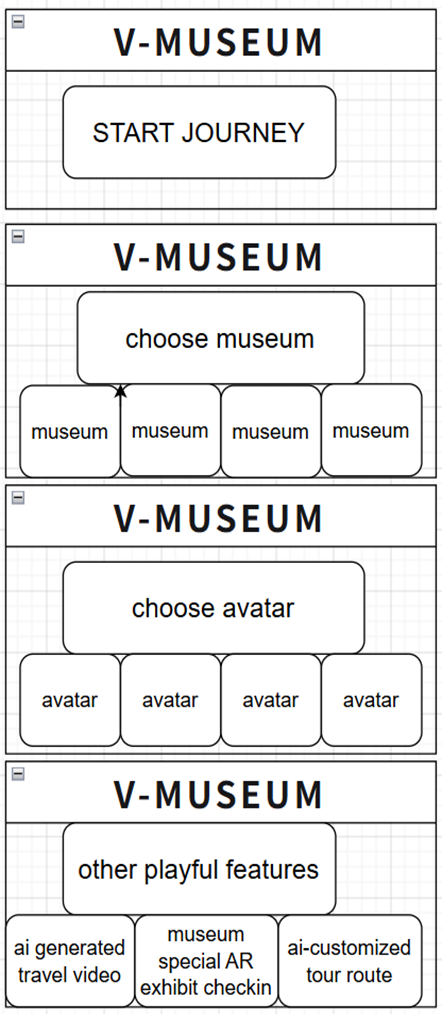 V-MUSEUM
START JOURNEY
V-MUSEUM
choose museum
museum museum museum museum
V-MUSEUM
choose avatar
avatar avatar avatar avatar
V-MUSEUM
other playful features
ai generated
travel video
museum
special AR
exhibit checkin
ai-customized
tour route